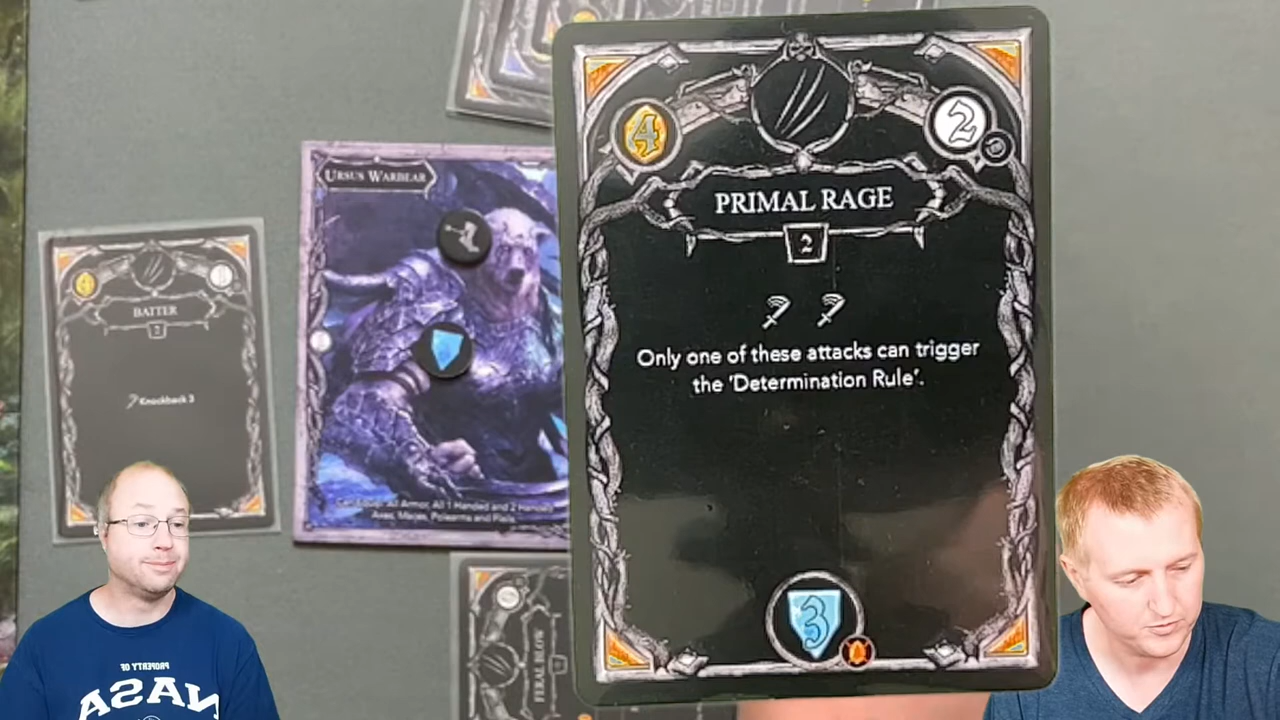 URSUS WARBEAR
4
2
PRIMAL RAGE
2
Only one of these attacks can trigger
the 'Determination Rule'.
3
4
BATTER
2
Knockback 3
Can Equip: All Armor, All 1 Handed and 2 Handed
Axes, Maces, Polearms and Flails.
FERAL BLOW
PROPERTY OF
NASA